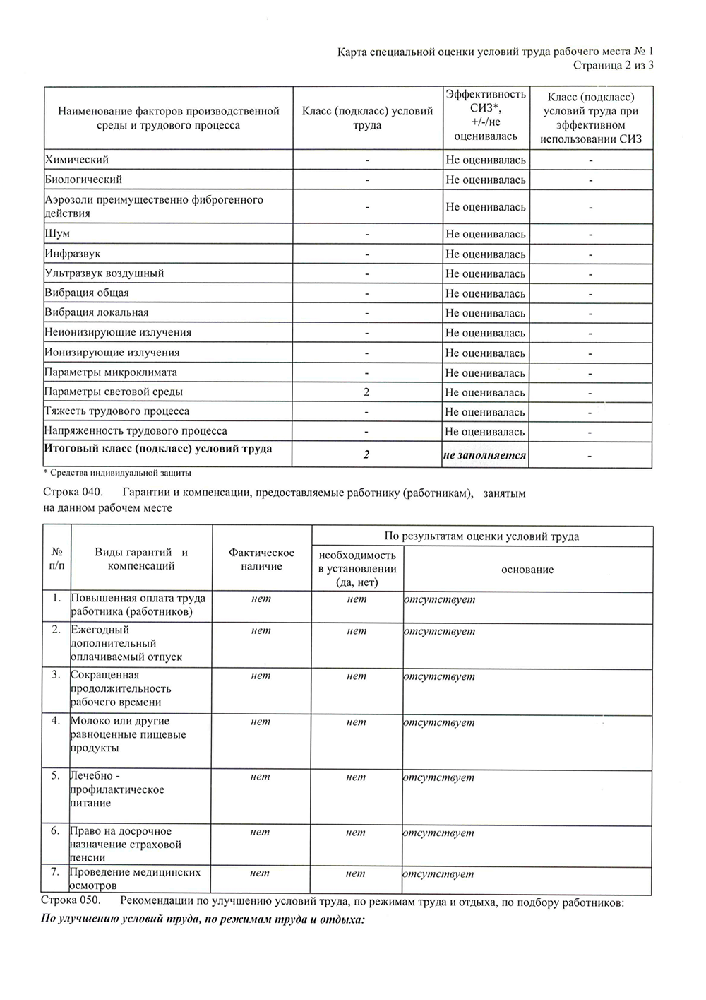 Карта специальной оценки условий труда рабочего места № 1
Страница 2 из 3
Наименование факторов производственной
среды и трудового процесса
Класс (подкласс) условий
труда
Эффективность
СИЗ*,
+/-/не
оценивалась
Класс (подкласс)
условий труда при
эффективном
использовании СИЗ
Химический - Не оценивалась -
Биологический - Не оценивалась -
Аэрозоли преимущественно фиброгенного
действия
- Не оценивалась -
Шум - Не оценивалась -
Инфразвук - Не оценивалась -
Ультразвук воздушный - Не оценивалась -
Вибрация общая - Не оценивалась -
Вибрация локальная - Не оценивалась -
Неионизирующие излучения - Не оценивалась -
Ионизирующие излучения - Не оценивалась -
Параметры микроклимата - Не оценивалась -
Параметры световой среды 2 Не оценивалась -
Тяжесть трудового процесса - Не оценивалась -
Напряженность трудового процесса - Не оценивалась -
Итоговый класс (подкласс) условий труда 2 не заполняется -
* Средства индивидуальной защиты
Строка 040. Гарантии и компенсации, предоставляемые работнику (работникам), занятым
на данном рабочем месте
№
п/п
Виды гарантий и
компенсаций
Фактическое
наличие
По результатам оценки условий труда
необходимость
в установлении
(да, нет)
основание
1. Повышенная оплата труда нет нет отсутствует
работника (работников)
2. Ежегодный нет нет отсутствует
дополнительный
оплачиваемый отпуск
3. Сокращенная нет нет отсутствует
продолжительность
рабочего времени
4. Молоко или другие нет нет отсутствует
равноценные пищевые
продукты
5. Лечебно - нет нет отсутствует
профилактическое
питание
6. Право на досрочное нет нет отсутствует
назначение страховой
пенсии
7. Проведение медицинских нет нет отсутствует
осмотров
Строка 050. Рекомендации по улучшению условий труда, по режимам труда и отдыха, по подбору работников:
По улучшению условий труда, по режимам труда и отдыха: